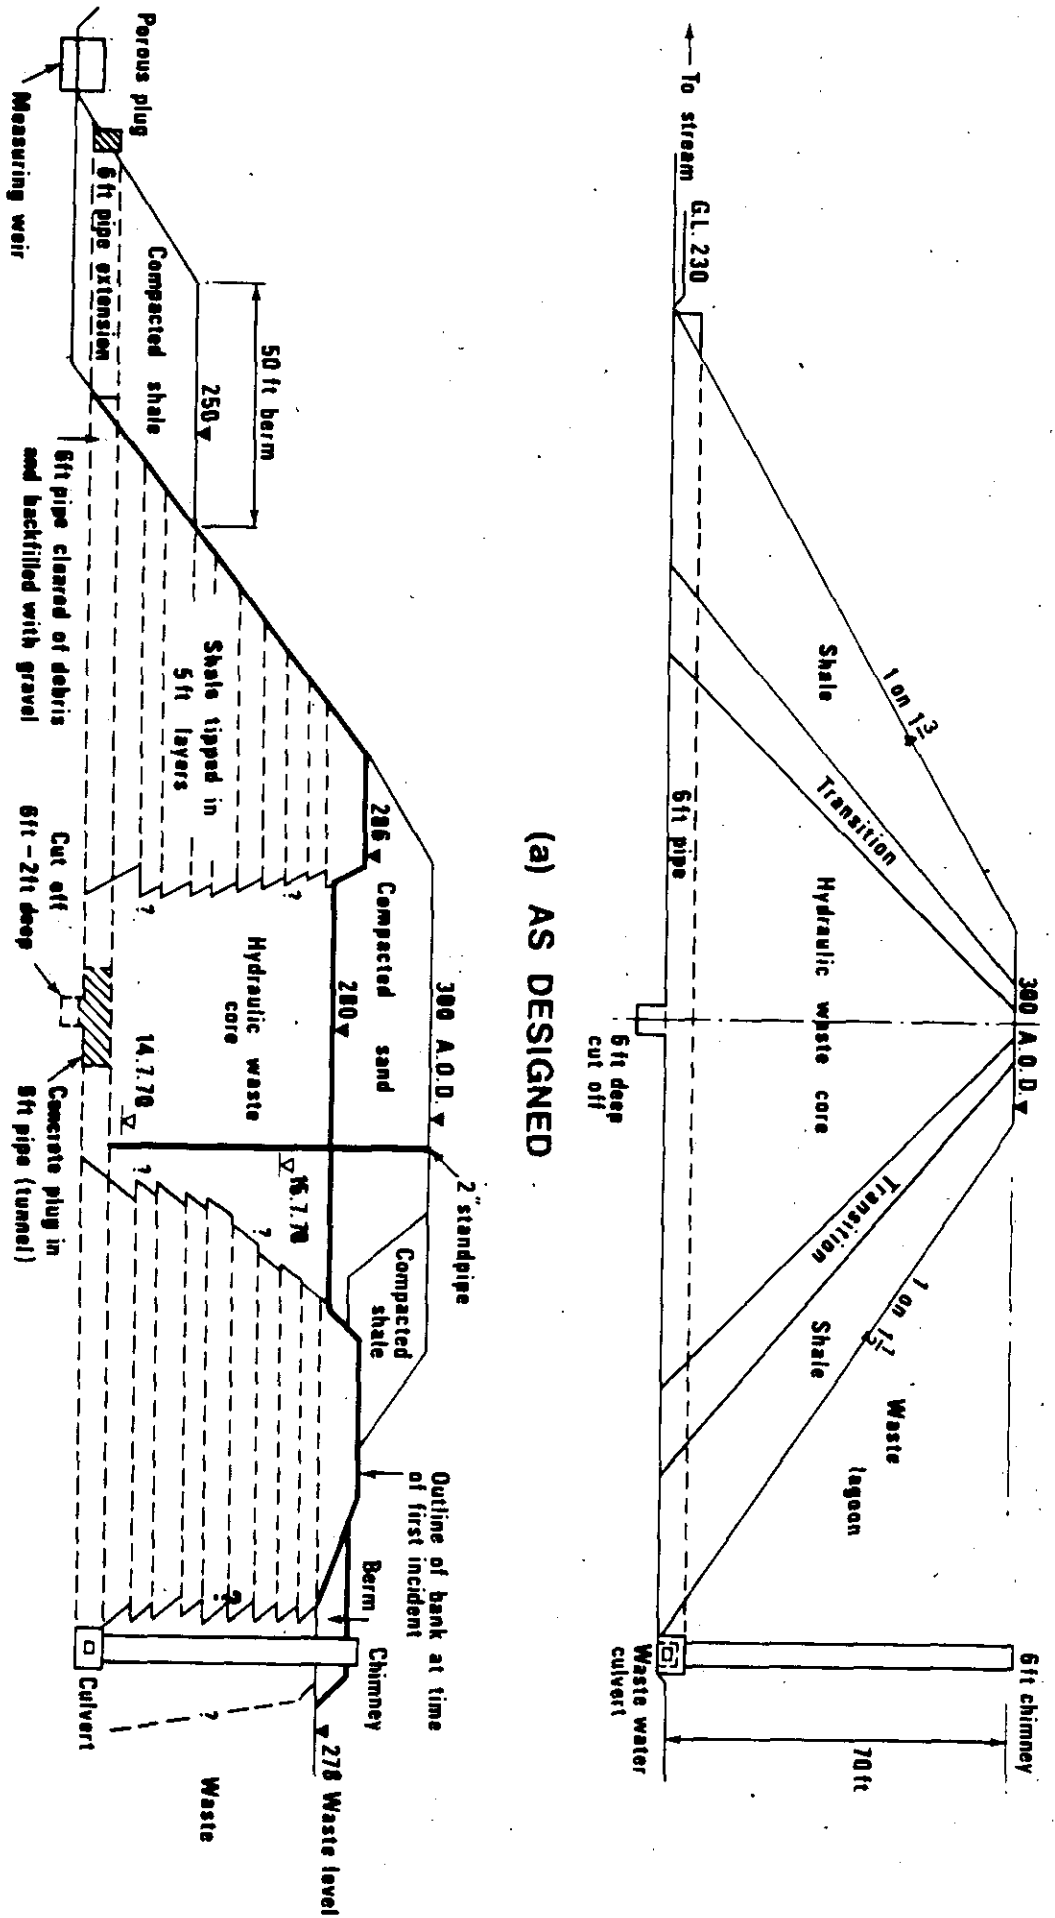 To stream
G.L. 230
Shale
1 on 1 3/4
Transition
6ft pipe
Hydraulic waste core
300 A.O.D.
6ft deep
cut off
Transition
Shale
1 on 1 1/2
Waste
lagoon
6ft chimney
70ft
Waste water
culvert
(a) AS DESIGNED
Porous plug
Measuring weir
6ft pipe extension
Compacted shale
50ft berm
250
6ft pipe cleared of debris
and backfilled with gravel
Shale tipped in
5ft layers
286
Compacted sand
300 A.O.D.
280
?
?
Hydraulic waste
core
Cut off
6ft - 2ft deep
14.7.70
Concrete plug in
6ft pipe (tunnel)
2" standpipe
16.7.70
?
?
Compacted
shale
Outline of bank at time
of first incident
Berm
?
Chimney
Culvert
?
278 Waste level
Waste